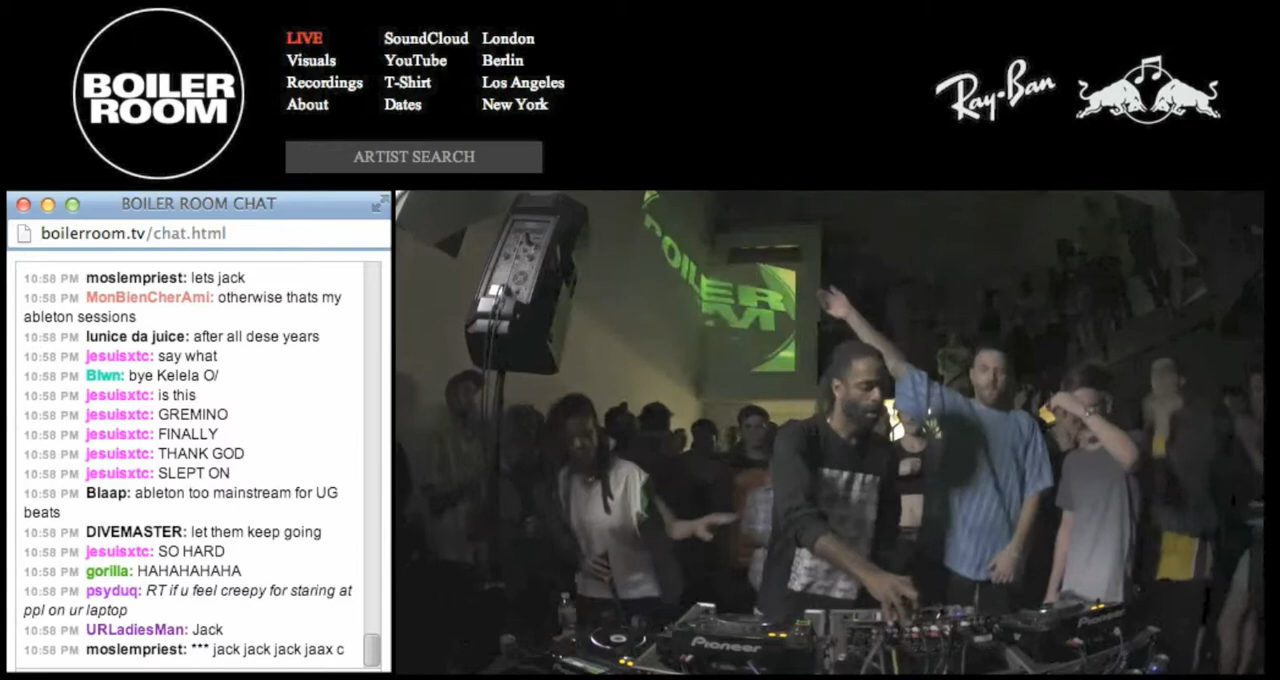 BOILER
ROOM
LIVE
Visuals
Recordings
About
SoundCloud
YouTube
T-Shirt
Dates
London
Berlin
Los Angeles
New York
ARTIST SEARCH
Ray-Ban
BOILER ROOM CHAT
boilerroom.tv/chat.html
10:58 PM moslempriest: lets jack
10:58 PM MonBienCherAmi: otherwise thats my
ableton sessions
10:58 PM lunice da juice: after all dese years
10:58 PM jesuisxtc: say what
10:58 PM Blwn: bye Kelela O/
10:58 PM jesuisxtc: is this
10:58 PM jesuisxtc: GREMINO
10:58 PM jesuisxtc: FINALLY
10:58 PM jesuisxtc: THANK GOD
10:58 PM jesuisxtc: SLEPT ON
10:58 PM Blaap: ableton too mainstream for UG
beats
10:58 PM DIVEMASTER: let them keep going
10:58 PM jesuisxtc: SO HARD
10:58 PM gorilla: HAHAHAHAHA
10:58 PM psyduq: RT if u feel creepy for staring at
ppl on ur laptop
10:58 PM URLadiesMan: Jack
10:58 PM moslempriest: *** jack jack jack jaax c
BOILER
OM
Pioneer
Pioneer